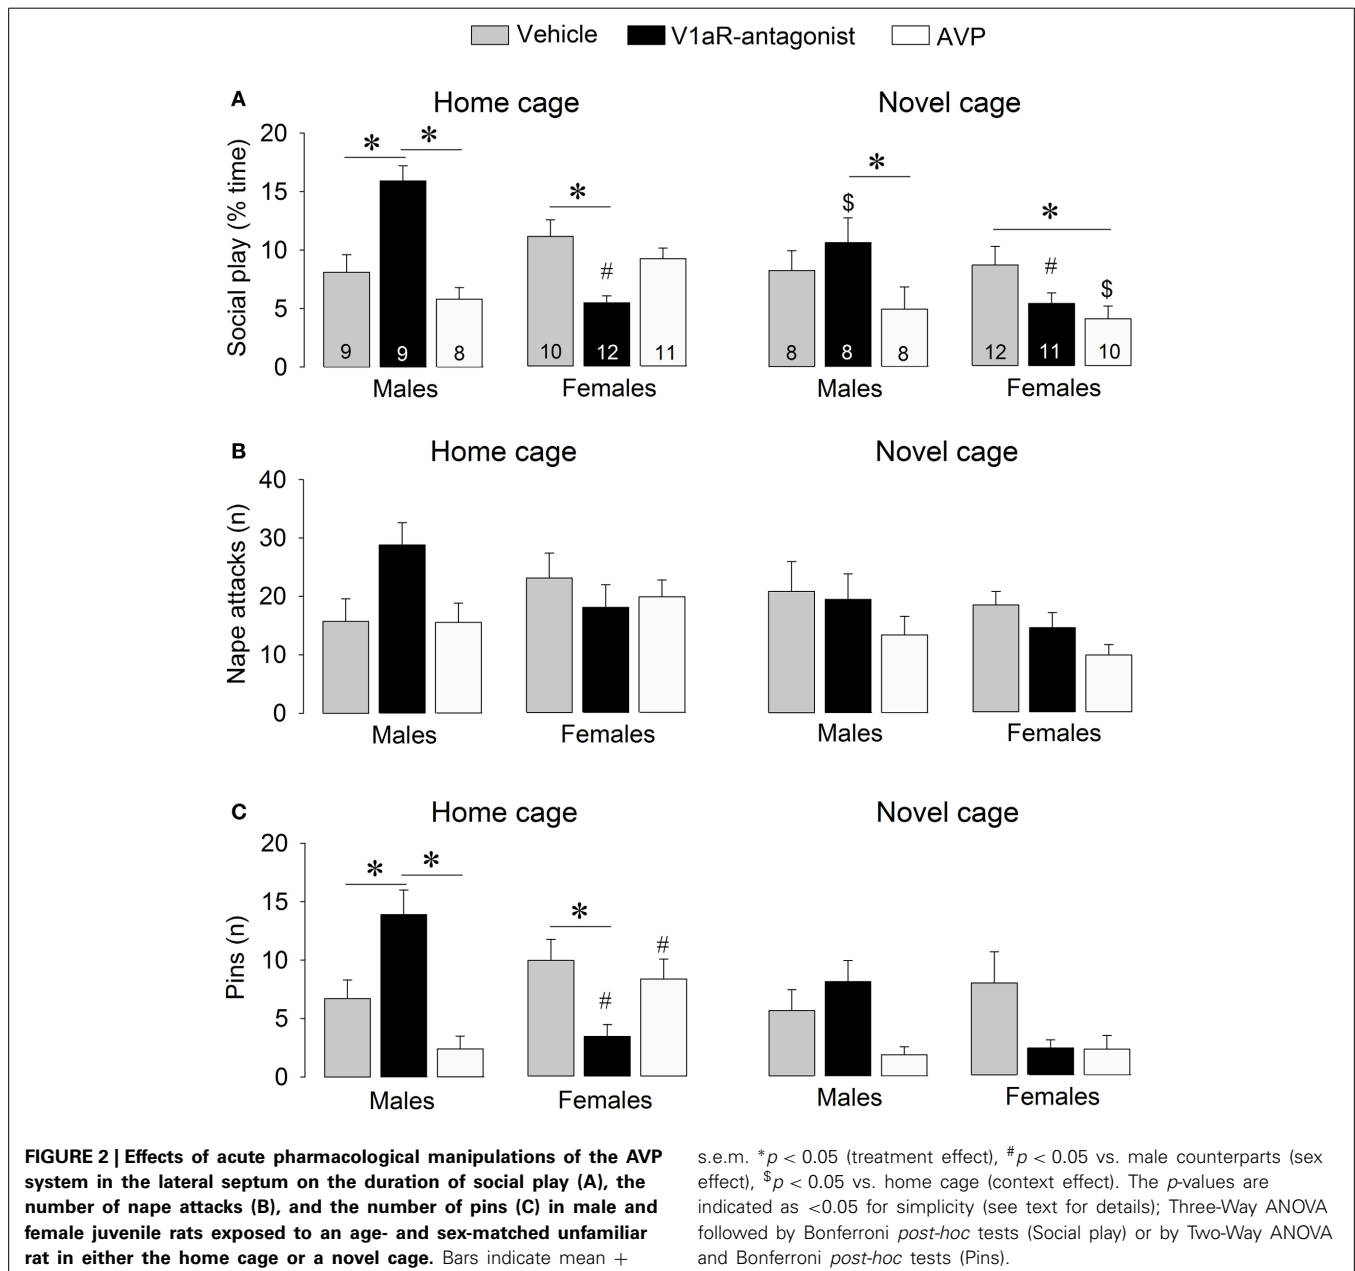 Vehicle V1aR-antagonist AVP
A Home cage Novel cage
20
15
10
5
0
Social play (% time)
* * * $ * *
# # $
9 9 8 10 12 11 8 8 8 12 11 10
Males Females Males Females
B Home cage Novel cage
40
30
20
10
0
Nape attacks (n)
Males Females Males Females
C Home cage Novel cage
20
15
10
5
0
Pins (n)
* * *
# #
Males Females Males Females
FIGURE 2 | Effects of acute pharmacological manipulations of the AVP
system in the lateral septum on the duration of social play (A), the
number of nape attacks (B), and the number of pins (C) in male and
female juvenile rats exposed to an age- and sex-matched unfamiliar
rat in either the home cage or a novel cage. Bars indicate mean +
s.e.m. *p < 0.05 (treatment effect), #p < 0.05 vs. male counterparts (sex
effect), $p < 0.05 vs. home cage (context effect). The p-values are
indicated as <0.05 for simplicity (see text for details); Three-Way ANOVA
followed by Bonferroni post-hoc tests (Social play) or by Two-Way ANOVA
and Bonferroni post-hoc tests (Pins).